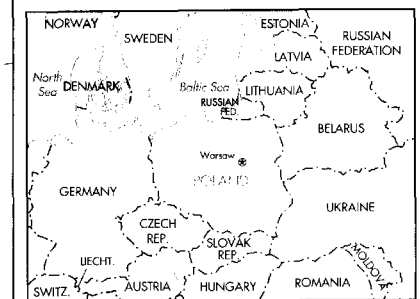 NORWAY
SWEDEN
ESTONIA
RUSSIAN
FEDERATION
LATVIA
North
Sea
DENMARK
Baltic Sea
LITHUANIA
RUSSIAN
FED.
BELARUS
Warsaw
POLAND
GERMANY
UKRAINE
CZECH
REP.
SLOVAK
REP.
LIECHT.
SWITZ.
AUSTRIA
HUNGARY
ROMANIA
MOLDOVA